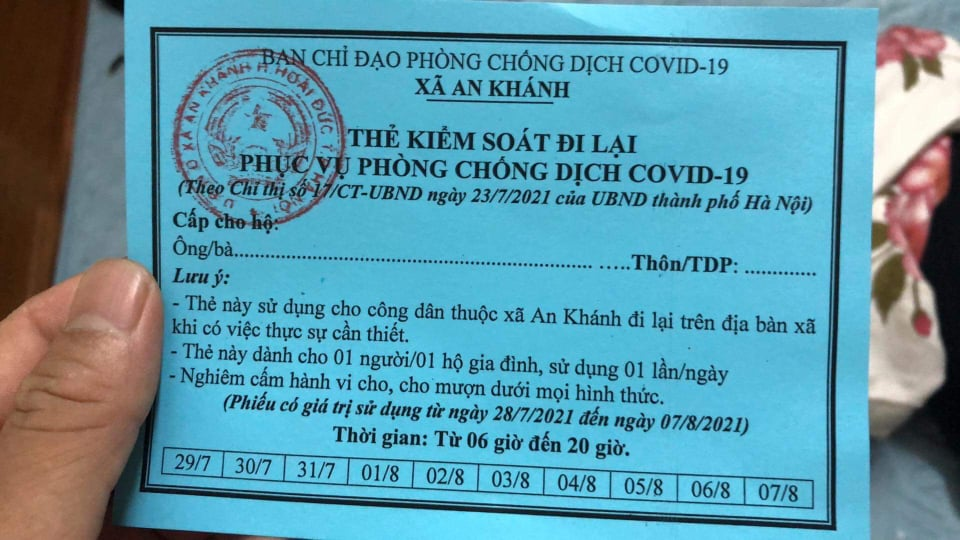 BAN CHỈ ĐẠO PHÒNG CHỐNG DỊCH COVID-19
XÃ AN KHÁNH
THẺ KIỂM SOÁT ĐI LẠI
PHỤC VỤ PHÒNG CHỐNG DỊCH COVID-19
(Theo Chỉ thị số 17/CT-UBND ngày 23/7/2021 của UBND thành phố Hà Nội)
Cấp cho hộ:
Ông/bà.......................................................... .....Thôn/TDP: ............
Lưu ý:
- Thẻ này sử dụng cho công dân thuộc xã An Khánh đi lại trên địa bàn xã
khi có việc thực sự cần thiết.
- Thẻ này dành cho 01 người/01 hộ gia đình, sử dụng 01 lần/ngày
- Nghiêm cấm hành vi cho, cho mượn dưới mọi hình thức.
(Phiếu có giá trị sử dụng từ ngày 28/7/2021 đến ngày 07/8/2021)
Thời gian: Từ 06 giờ đến 20 giờ.
29/7 30/7 31/7 01/8 02/8 03/8 04/8 05/8 06/8 07/8
XÃ AN KHÁNH H. HOÀI ĐỨC